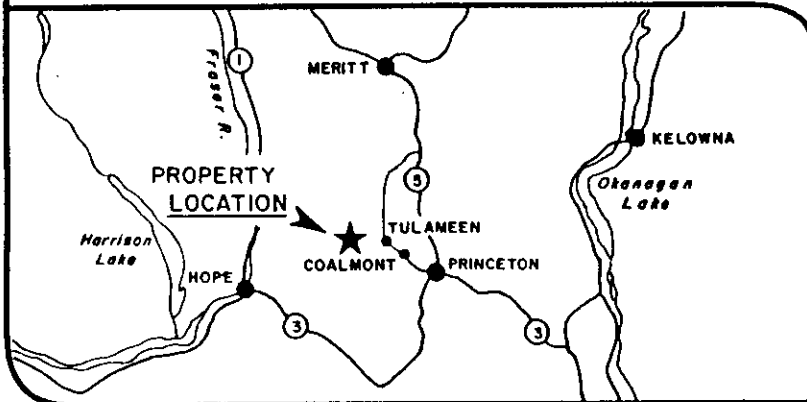 Fraser R.
1
MERITT
KELOWNA
PROPERTY
LOCATION
5
Okanagan
Lake
TULAMEEN
Harrison
Lake
COALMONT
PRINCETON
HOPE
3
3